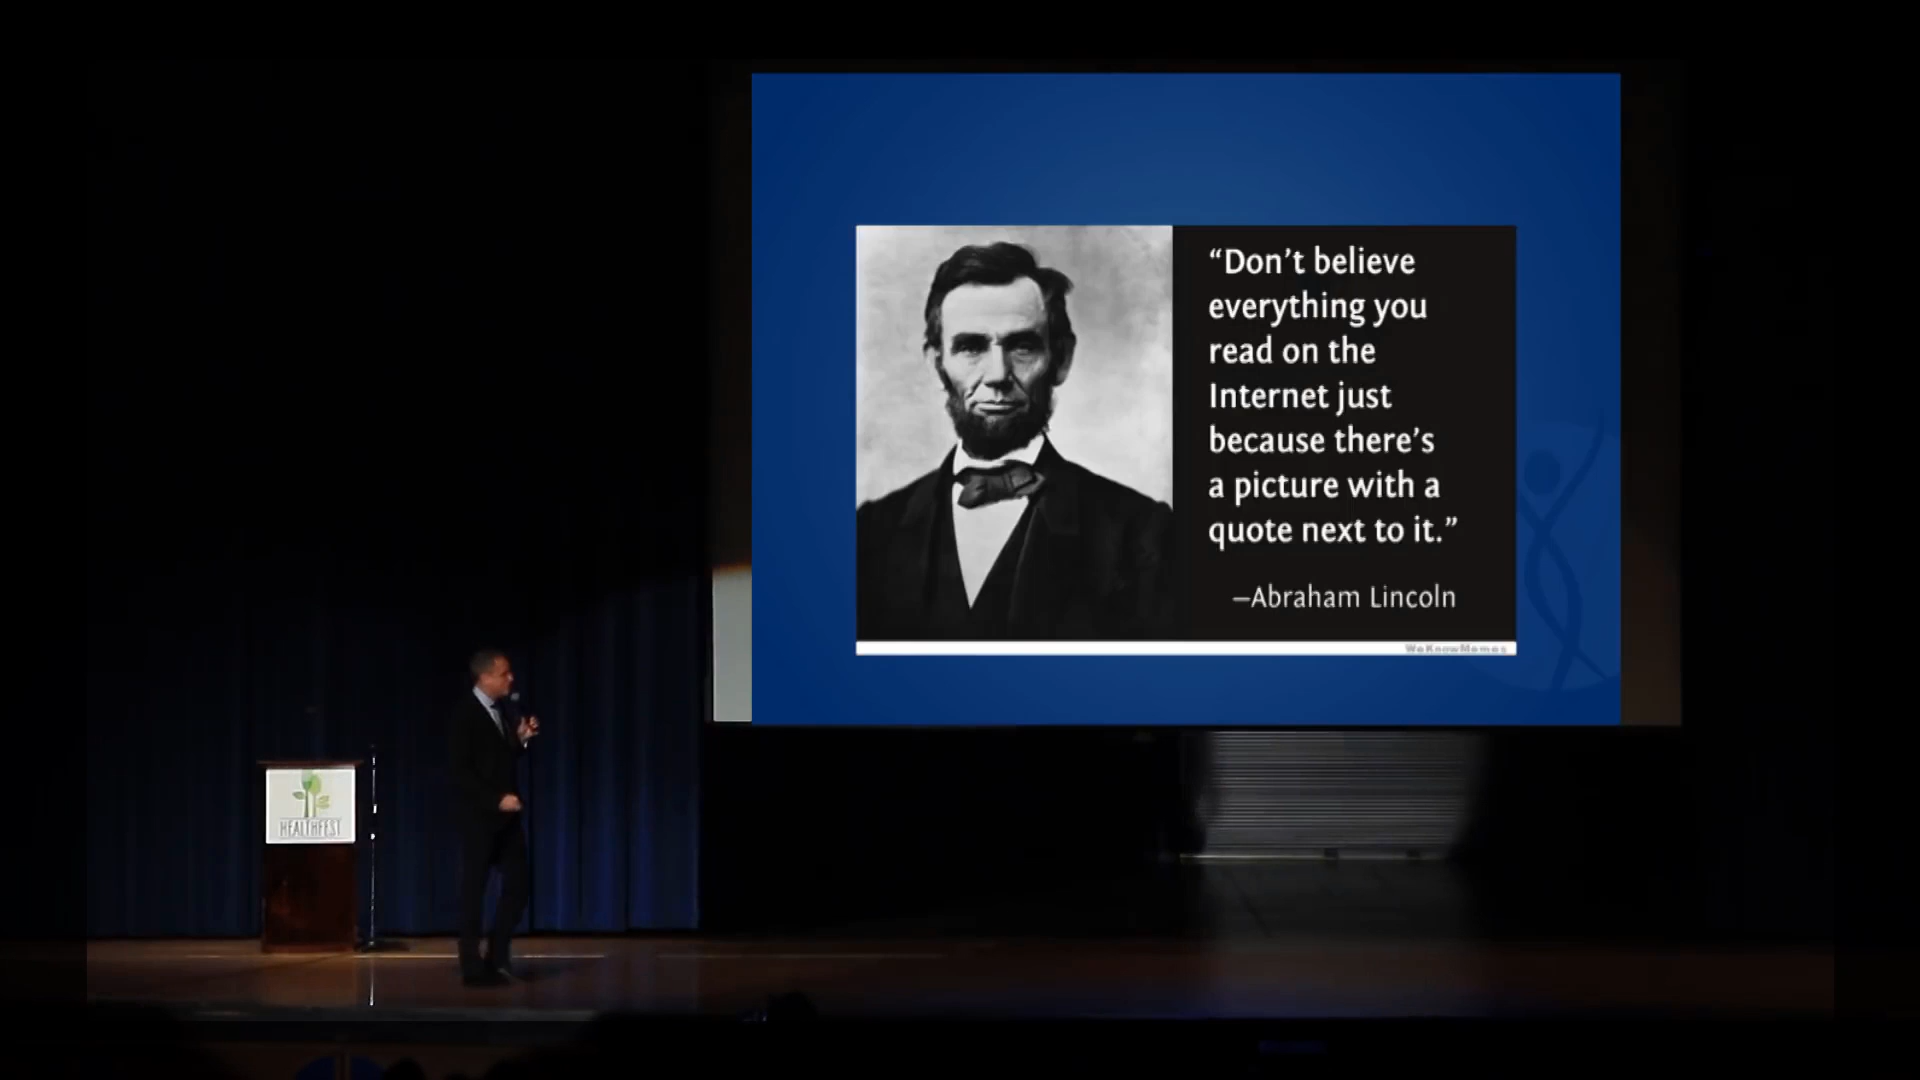 “Don’t believe
everything you
read on the
Internet just
because there’s
a picture with a
quote next to it.”
—Abraham Lincoln
WeKnowMemes
HEALTHFEST